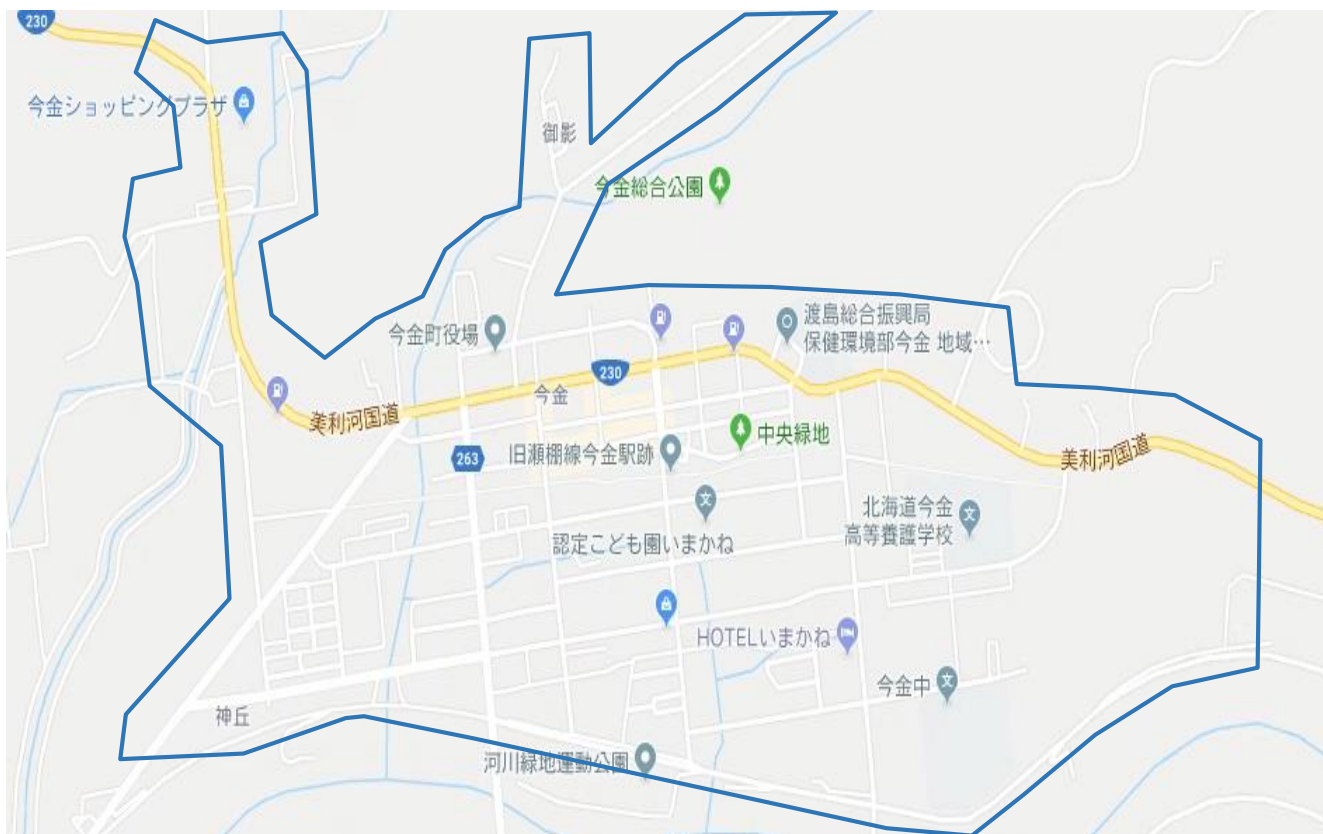 230
今金ショッピングプラザ
御影
今金総合公園
渡島総合振興局
保健環境部今金 地域…
今金町役場
230
今金
美利河国道
中央緑地
263
旧瀬棚線今金駅跡
美利河国道
北海道今金
高等養護学校
認定こども園いまかね
HOTELいまかね
今金中
神丘
河川緑地運動公園